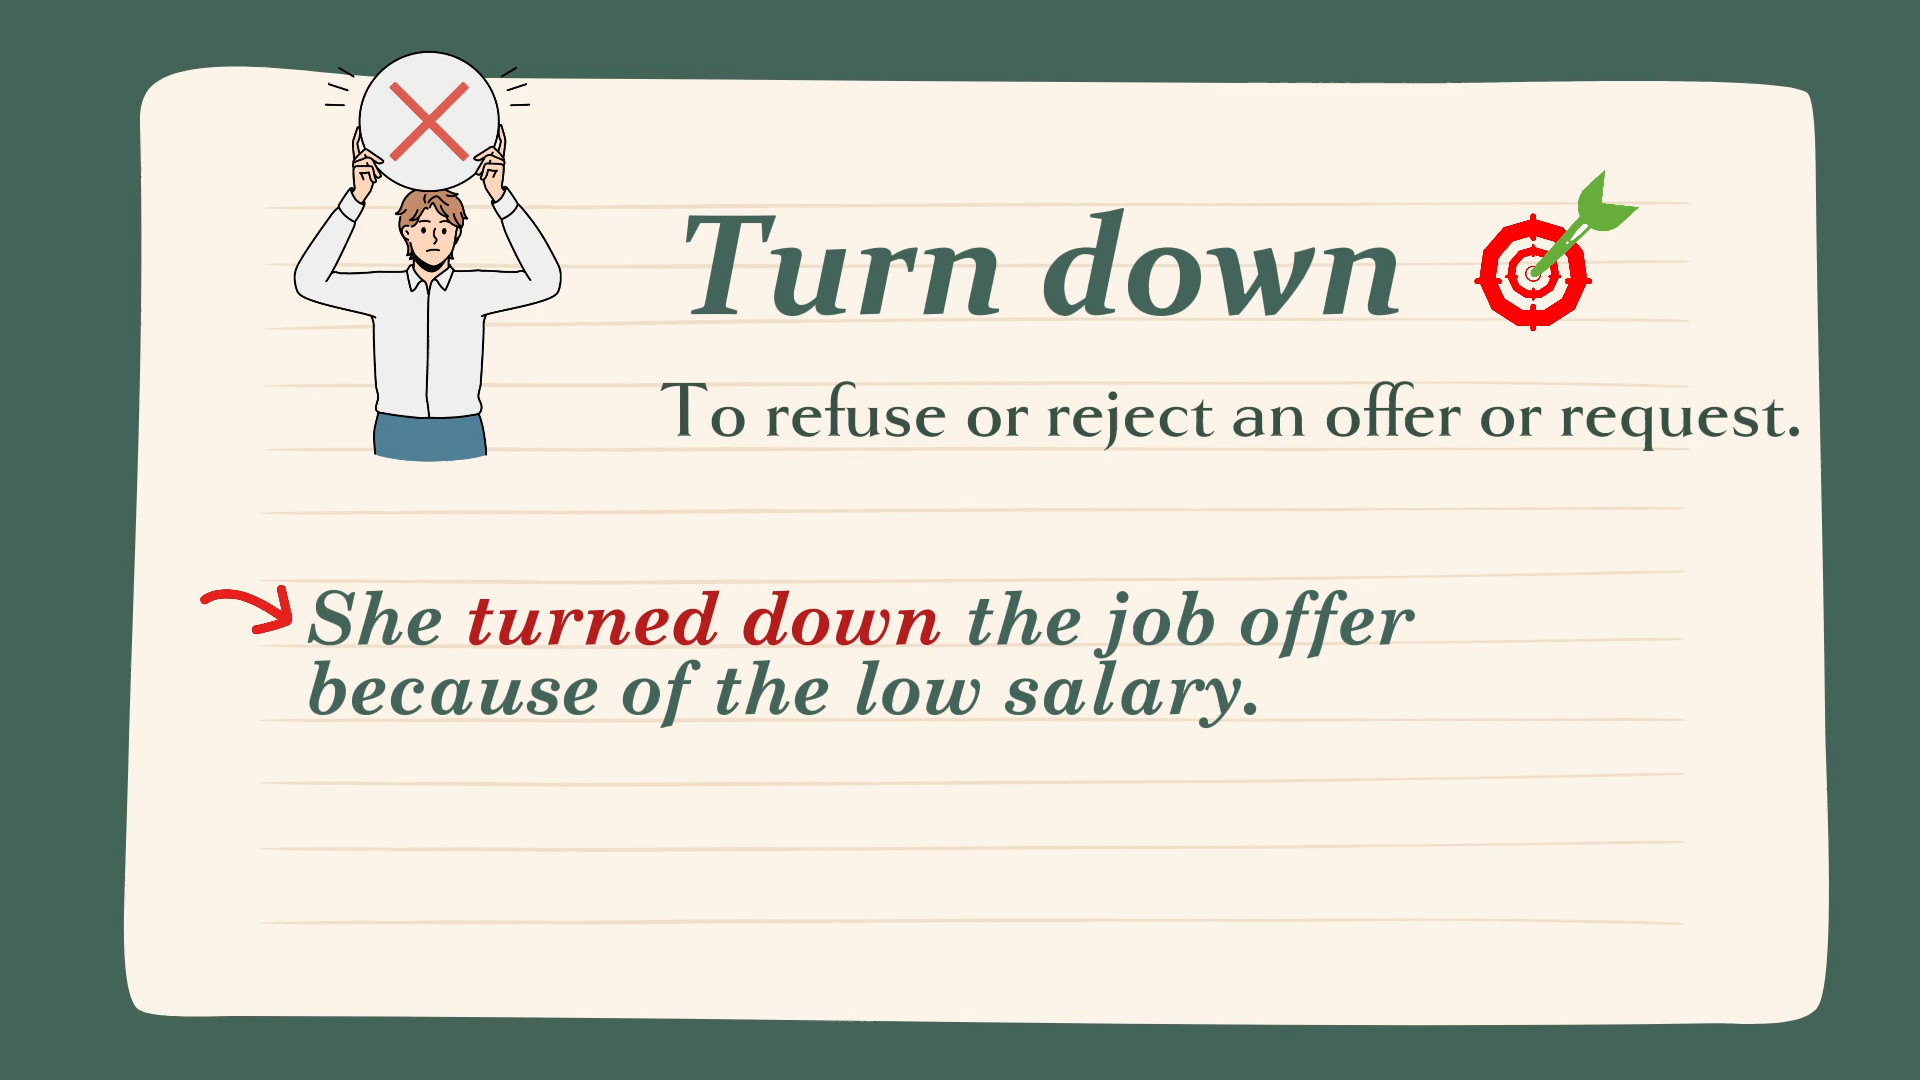 Turn down
To refuse or reject an offer or request.
She turned down the job offer
because of the low salary.